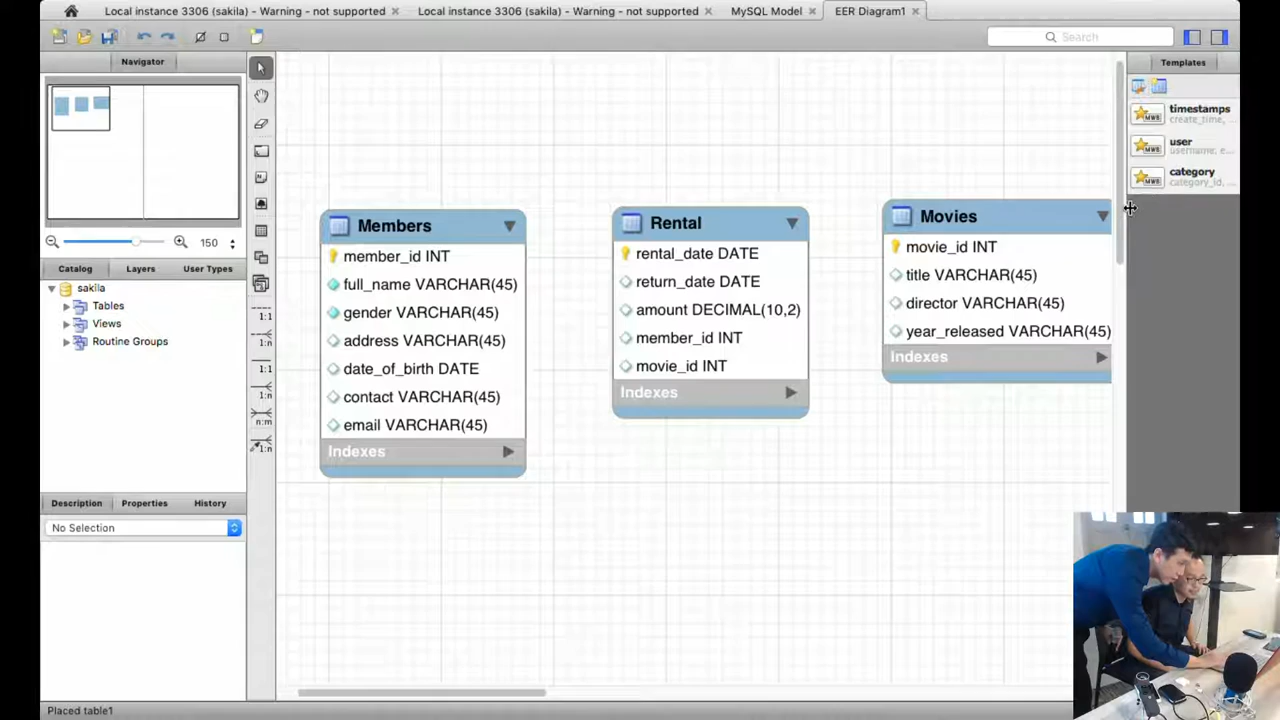 Local instance 3306 (sakila) - Warning - not supported
Local instance 3306 (sakila) - Warning - not supported
MySQL Model
EER Diagram1
Search
Navigator
150
Catalog
Layers
User Types
sakila
Tables
Views
Routine Groups
Description
Properties
History
No Selection
1:1
1:n
1:1
1:n
n:m
1:n
Members
member_id INT
full_name VARCHAR(45)
gender VARCHAR(45)
address VARCHAR(45)
date_of_birth DATE
contact VARCHAR(45)
email VARCHAR(45)
Indexes
Rental
rental_date DATE
return_date DATE
amount DECIMAL(10,2)
member_id INT
movie_id INT
Indexes
Movies
movie_id INT
title VARCHAR(45)
director VARCHAR(45)
year_released VARCHAR(45)
Indexes
Templates
MWB
timestamps
create_time, ...
MWB
user
username, e...
MWB
category
category_id, ...
Placed table1